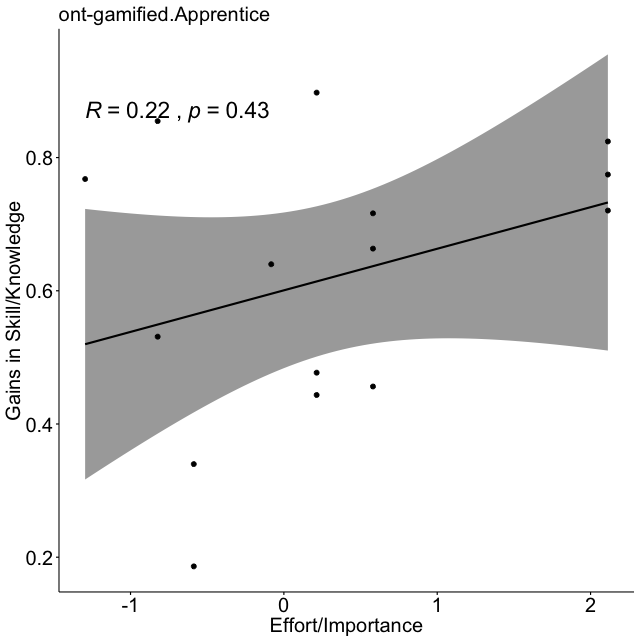 ont-gamified.Apprentice
R = 0.22 , p = 0.43
0.8
0.6
0.4
0.2
Gains in Skill/Knowledge
-1 0 1 2
Effort/Importance